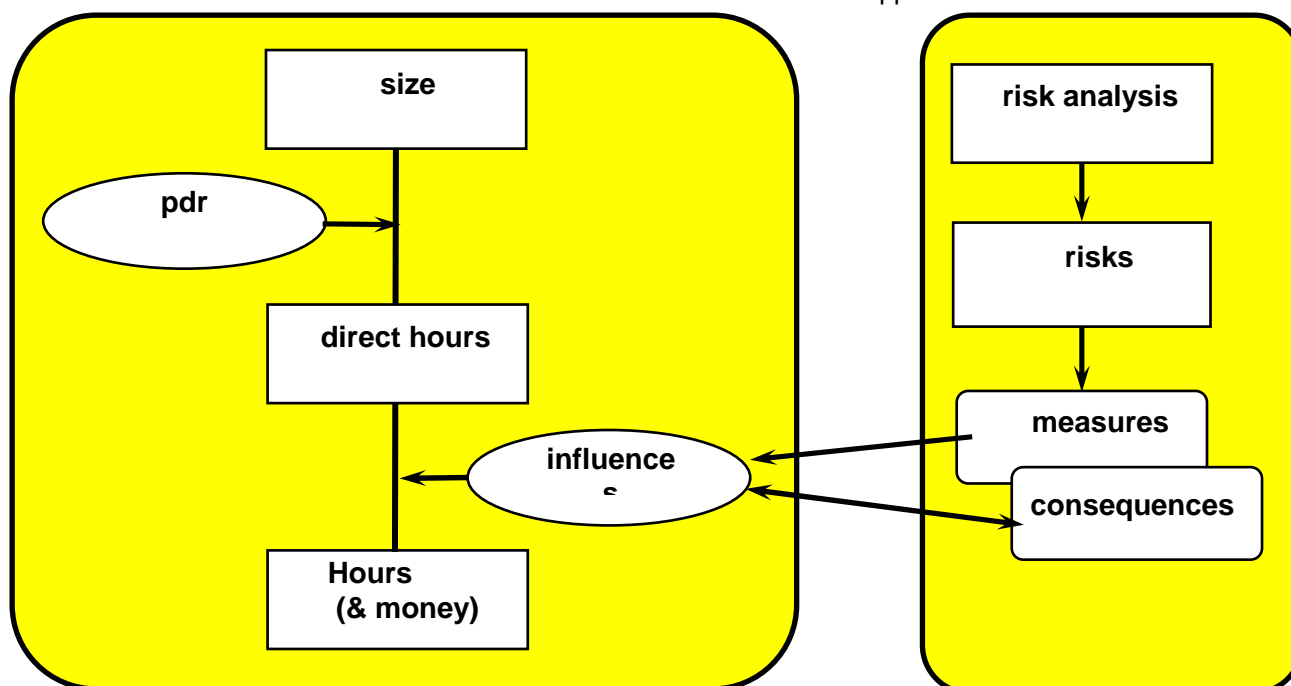 size
pdr
direct hours
influence
s
Hours
(& money)
risk analysis
risks
measures
consequences